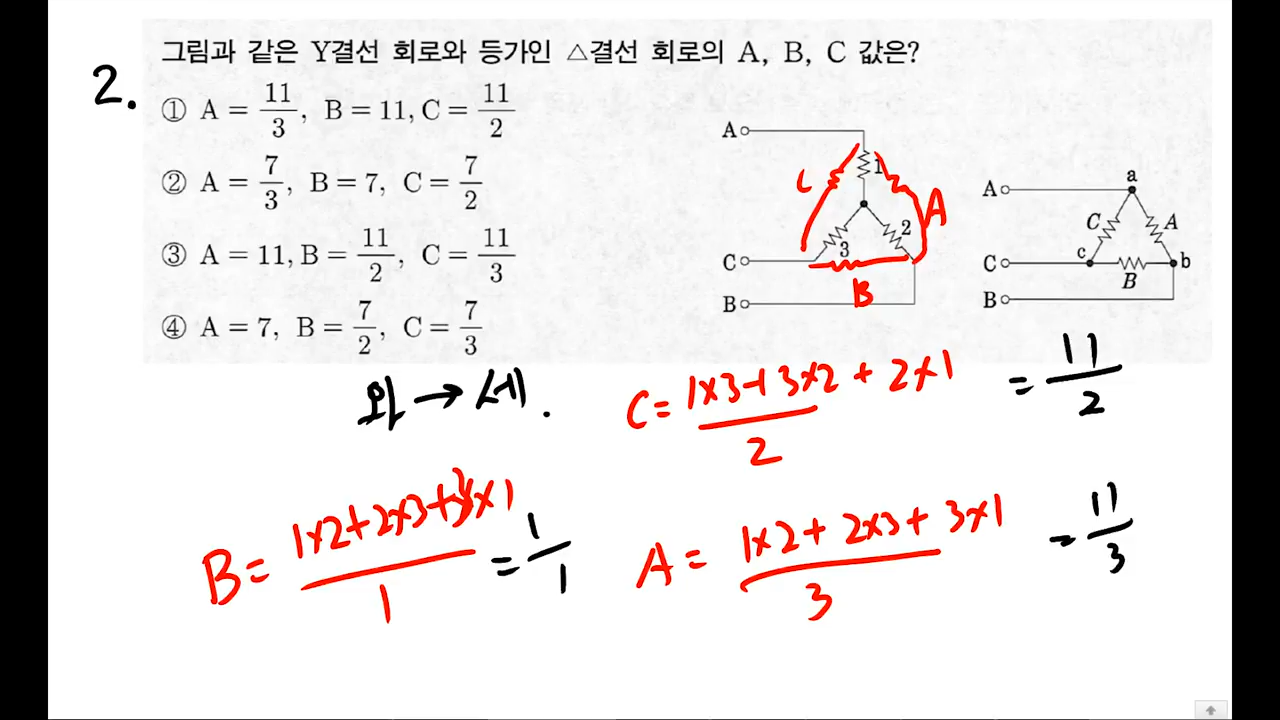 2.
그림과 같은 Y결선 회로와 등가인 △결선 회로의 A, B, C 값은?
① A = 11/3, B = 11, C = 11/2
② A = 7/3, B = 7, C = 7/2
③ A = 11, B = 11/2, C = 11/3
④ A = 7, B = 7/2, C = 7/3
A
1
C
A
2
3
C
B
B
a
A
C
A
c
b
C
B
B
와 → 세.
C = 1×3+3×2+2×1/2 = 11/2
B = 1×2+2×3+3×1/1 = 1/1
A = 1×2+2×3+3×1/3 = 11/3